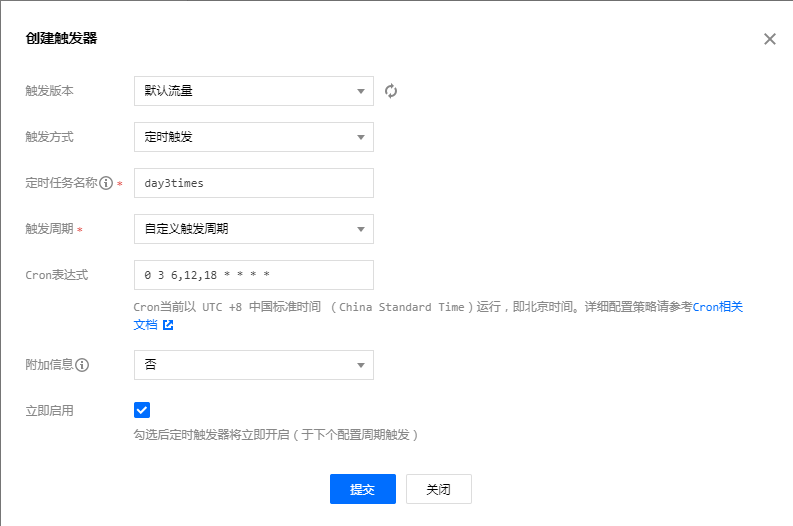 创建触发器
触发版本 默认流量
触发方式 定时触发
定时任务名称 * day3times
触发周期 * 自定义触发周期
Cron表达式 0 3 6,12,18 * * * *
Cron当前以 UTC +8 中国标准时间 （China Standard Time）运行，即北京时间。详细配置策略请参考Cron相关
文档
附加信息 否
立即启用
勾选后定时触发器将立即开启（于下个配置周期触发）
提交 关闭